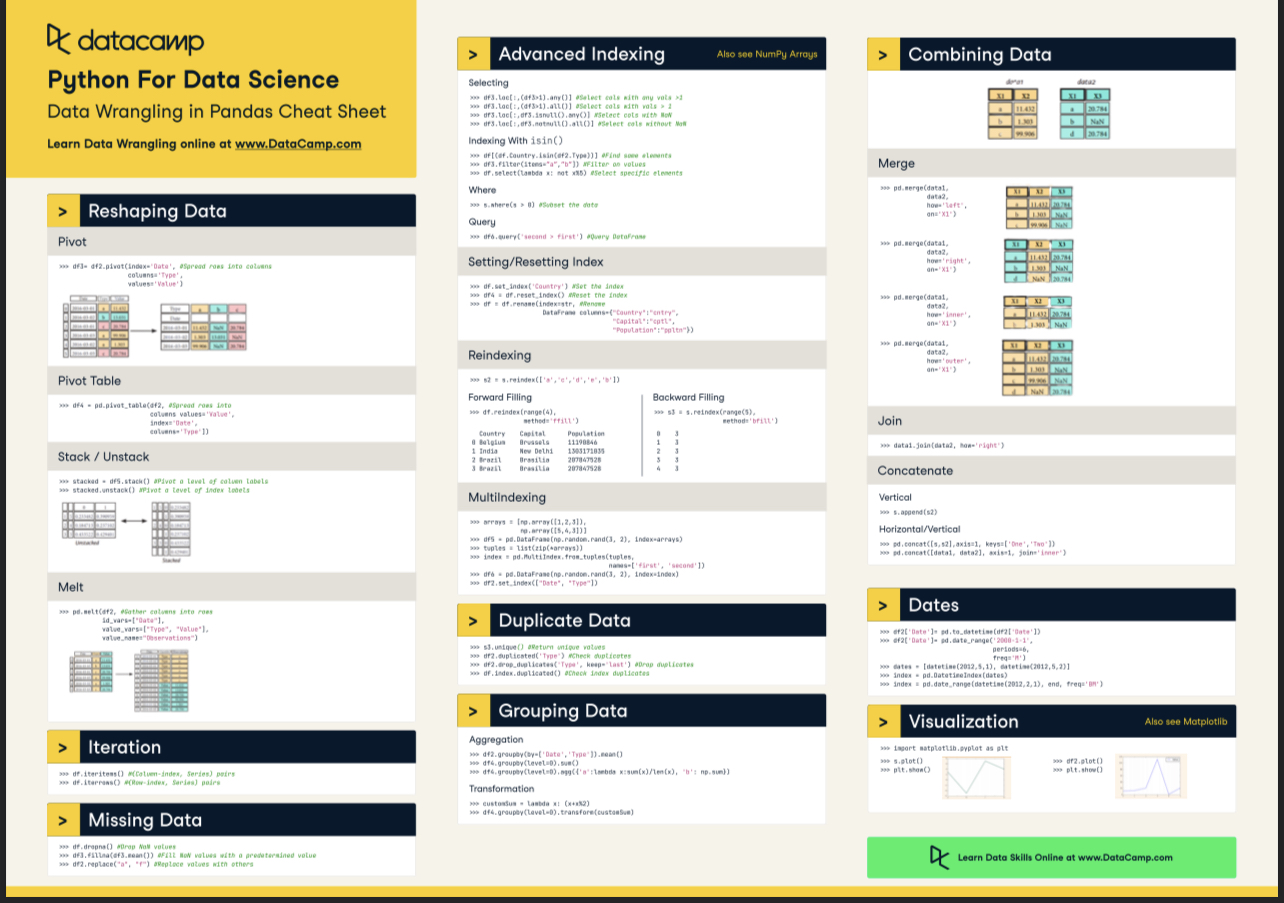 datacamp
Python For Data Science
Data Wrangling in Pandas Cheat Sheet
Learn Data Wrangling online at www.DataCamp.com
> Reshaping Data
Pivot
>>> df3= df2.pivot(index='Date', #Spread rows into columns
columns='Type',
values='Value')
Pivot Table
>>> df4 = pd.pivot_table(df2, #Spread rows into
columns values='Value',
index='Date',
columns='Type'])
Stack / Unstack
>>> stacked = df5.stack() #Pivot a level of column labels
>>> stacked.unstack() #Pivot a level of index labels
Unstacked
Stacked
Melt
>>> pd.melt(df2, #Gather columns into rows
id_vars=["Date"],
value_vars=["Type", "Value"],
value_name="Observations")
> Iteration
>>> df.iteritems() #(Column-index, Series) pairs
>>> df.iterrows() #(Row-index, Series) pairs
> Missing Data
>>> df.dropna() #Drop NaN values
>>> df3.fillna(df3.mean()) #Fill NaN values with a predetermined value
>>> df2.replace("a", "f") #Replace values with others
> Advanced Indexing
Also see NumPy Arrays
Selecting
>>> df3.loc[:,(df3>1).any()] #Select cols with any vals >1
>>> df3.loc[:,(df3>1).all()] #Select cols with vals > 1
>>> df3.loc[:,df3.isnull().any()] #Select cols with NaN
>>> df3.loc[:,df3.notnull().all()] #Select cols without NaN
Indexing With isin()
>>> df[(df.Country.isin(df2.Type))] #Find same elements
>>> df3.filter(items="a","b"]) #Filter on values
>>> df.select(lambda x: not x%5) #Select specific elements
Where
>>> s.where(s > 0) #Subset the data
Query
>>> df6.query('second > first') #Query DataFrame
Setting/Resetting Index
>>> df.set_index('Country') #Set the index
>>> df4 = df.reset_index() #Reset the index
>>> df = df.rename(index=str, #Rename
DataFrame columns={"Country":"cntry",
"Capital":"cptl",
"Population":"ppltn"})
Reindexing
>>> s2 = s.reindex(['a','c','d','e','b'])
Forward Filling
>>> df.reindex(range(4),
method='ffill')
Country Capital Population
0 Belgium Brussels 11190846
1 India New Delhi 1303171035
2 Brazil Brasília 207847528
3 Brazil Brasília 207847528
Backward Filling
>>> s3 = s.reindex(range(5),
method='bfill')
0 3
1 3
2 3
3 3
4 3
MultiIndexing
>>> arrays = [np.array([1,2,3]),
np.array([5,4,3])]
>>> df5 = pd.DataFrame(np.random.rand(3, 2), index=arrays)
>>> tuples = list(zip(*arrays))
>>> index = pd.MultiIndex.from_tuples(tuples,
names=['first', 'second'])
>>> df6 = pd.DataFrame(np.random.rand(3, 2), index=index)
>>> df2.set_index(["Date", "Type"])
> Duplicate Data
>>> s3.unique() #Return unique values
>>> df2.duplicated('Type') #Check duplicates
>>> df2.drop_duplicates('Type', keep='last') #Drop duplicates
>>> df.index.duplicated() #Check index duplicates
> Grouping Data
Aggregation
>>> df2.groupby(by=['Date','Type']).mean()
>>> df4.groupby(level=0).sum()
>>> df4.groupby(level=0).agg({'a':lambda x:sum(x)/len(x), 'b': np.sum})
Transformation
>>> customSum = lambda x: (x+x%2)
>>> df4.groupby(level=0).transform(customSum)
> Combining Data
data1 data2
X1 X2 X1 X3
a 11.432 a 20.784
b 1.303 b NaN
c 99.906 d 20.784
Merge
>>> pd.merge(data1,
data2,
how='left',
on='X1')
X1 X2 X3
a 11.432 20.784
b 1.303 NaN
c 99.906 NaN
>>> pd.merge(data1,
data2,
how='right',
on='X1')
X1 X2 X3
a 11.432 20.784
b 1.303 NaN
d NaN 20.784
>>> pd.merge(data1,
data2,
how='inner',
on='X1')
X1 X2 X3
a 11.432 20.784
b 1.303 NaN
>>> pd.merge(data1,
data2,
how='outer',
on='X1')
X1 X2 X3
a 11.432 20.784
b 1.303 NaN
c 99.906 NaN
d NaN 20.784
Join
>>> data1.join(data2, how='right')
Concatenate
Vertical
>>> s.append(s2)
Horizontal/Vertical
>>> pd.concat([s,s2],axis=1, keys=['One','Two'])
>>> pd.concat([data1, data2], axis=1, join='inner')
> Dates
>>> df2['Date']= pd.to_datetime(df2['Date'])
>>> df2['Date']= pd.date_range('2000-1-1',
periods=6,
freq='M')
>>> dates = [datetime(2012,5,1), datetime(2012,5,2)]
>>> index = pd.DatetimeIndex(dates)
>>> index = pd.date_range(datetime(2012,2,1), end, freq='BM')
> Visualization
Also see Matplotlib
>>> import matplotlib.pyplot as plt
>>> s.plot()
>>> plt.show()
>>> df2.plot()
>>> plt.show()
Learn Data Skills Online at www.DataCamp.com